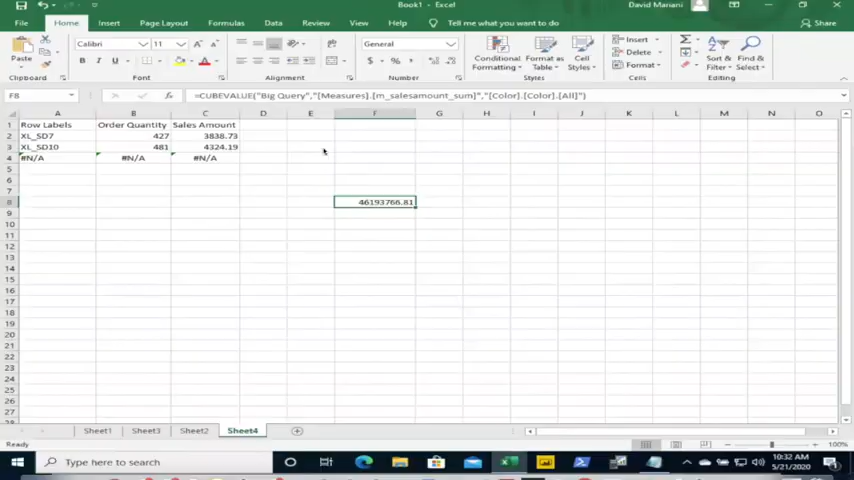 Book1 - Excel
David Mariani
File Home Insert Page Layout Formulas Data Review View Help Tell me what you want to do Share
Paste
Calibri 11
General
Conditional Formatting
Format as Table
Cell Styles
Insert
Delete
Format
Sort & Filter
Find & Select
B I U
$ % ,
Clipboard Font Alignment Number Styles Cells Editing
F8 fx =CUBEVALUE("Big Query","[Measures].[m_salesamount_sum]","[Color].[Color].[All]")
A B C D E F G H I J K L M N O
1 Row Labels Order Quantity Sales Amount
2 XL_SD7 427 3838.73
3 XL_SD10 481 4324.19
4 #N/A #N/A #N/A
5
6
7
8 46193766.81
9
10
11
12
13
14
15
16
17
18
19
20
21
22
23
24
25
26
27
28
Sheet1 Sheet3 Sheet2 Sheet4
Ready 100%
Type here to search
10:32 AM
5/21/2020